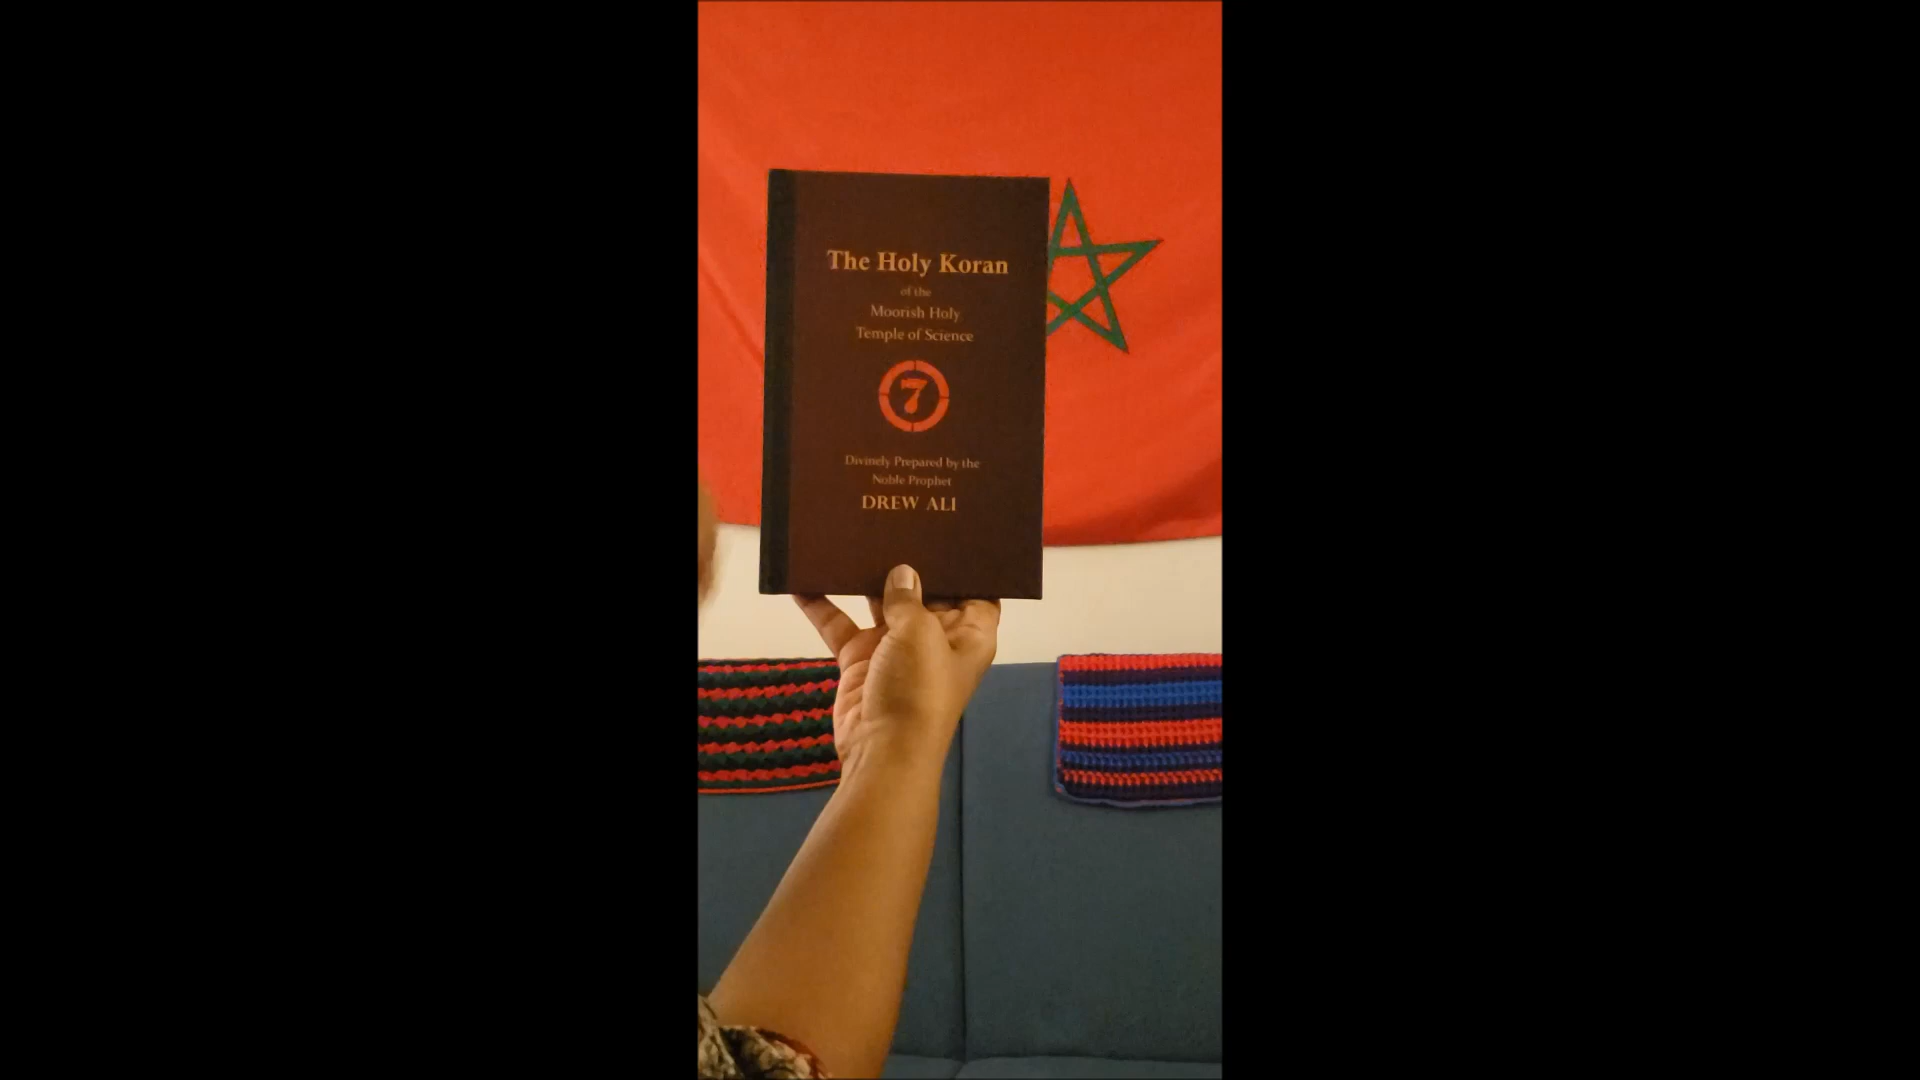 The Holy Koran
of the
Moorish Holy
Temple of Science
7
Divinely Prepared by the
Noble Prophet
DREW ALI